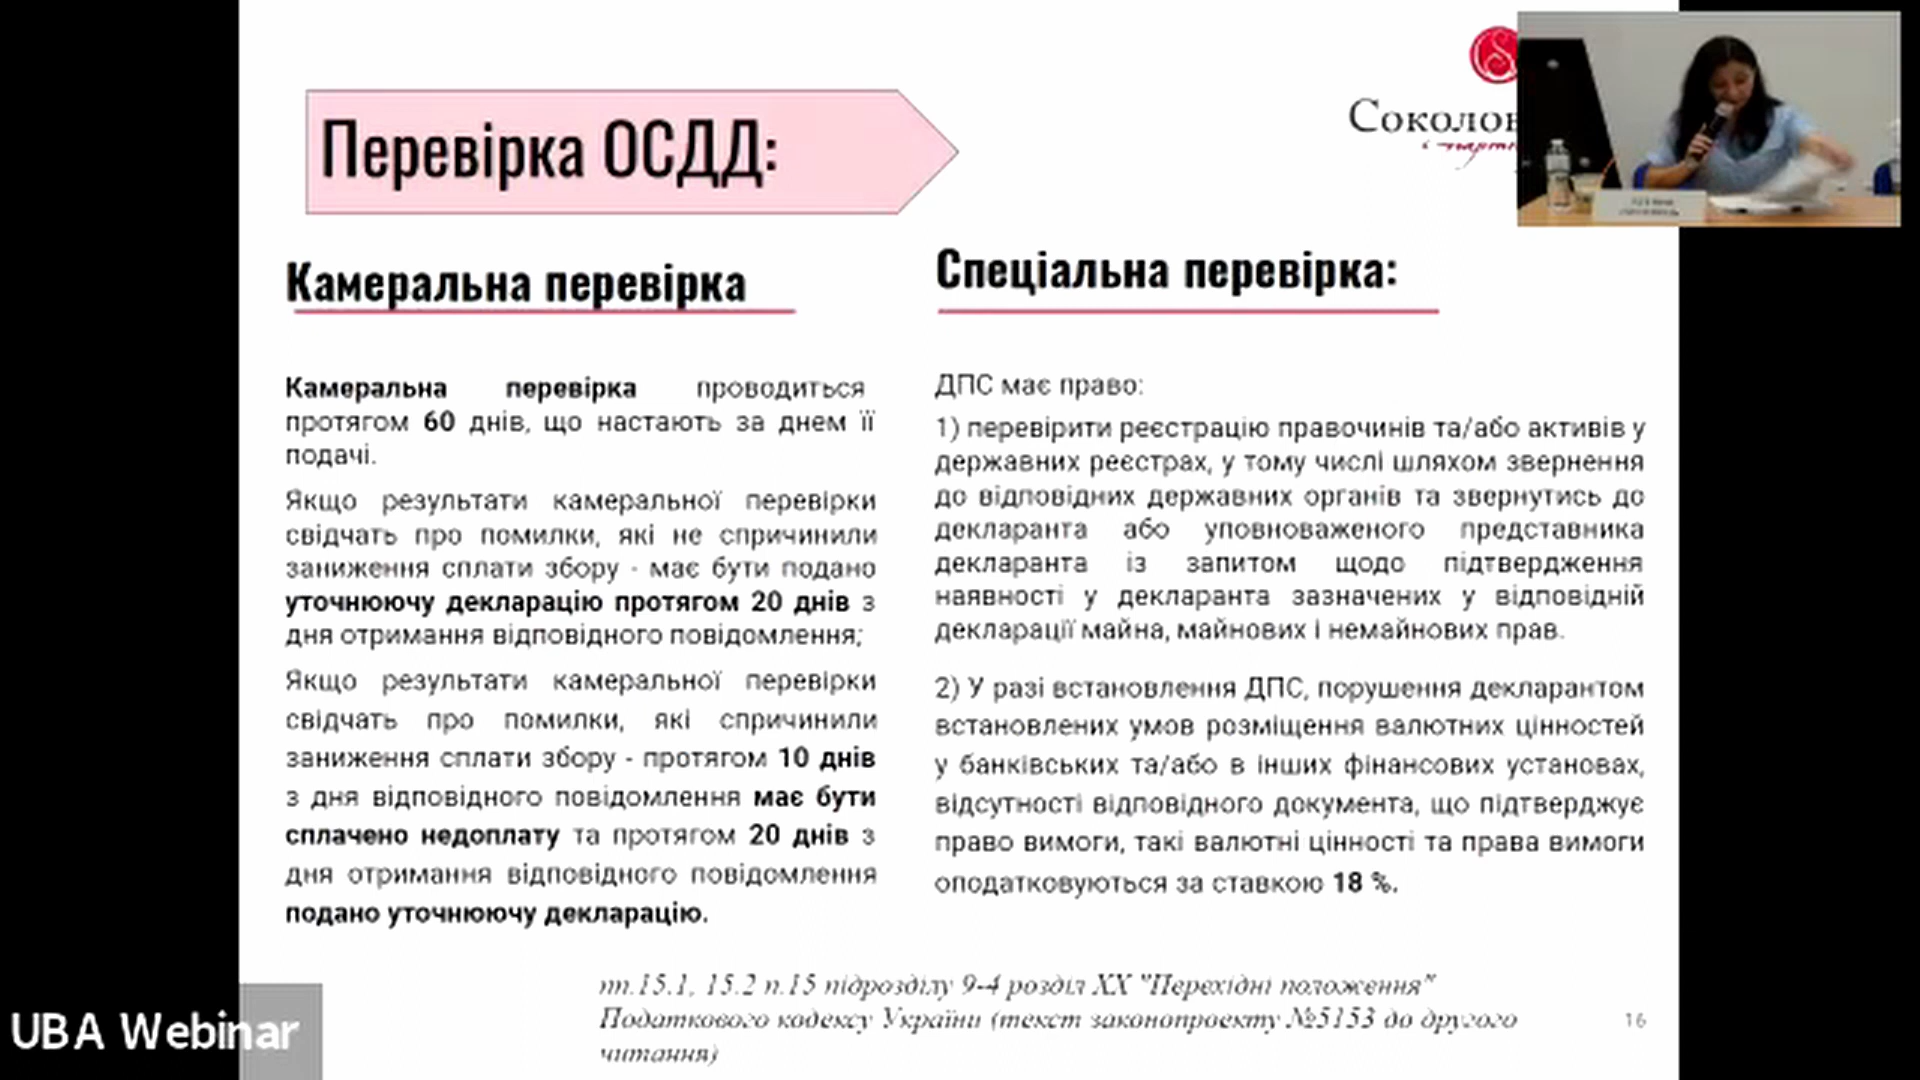 Перевірка ОСДД:
Камеральна перевірка
Камеральна перевірка проводиться
протягом 60 днів, що настають за днем її
подачі.
Якщо результати камеральної перевірки
свідчать про помилки, які не спричинили
заниження сплати збору - має бути подано
уточнюючу декларацію протягом 20 днів з
дня отримання відповідного повідомлення;
Якщо результати камеральної перевірки
свідчать про помилки, які спричинили
заниження сплати збору - протягом 10 днів
з дня відповідного повідомлення має бути
сплачено недоплату та протягом 20 днів з
дня отримання відповідного повідомлення
подано уточнюючу декларацію.
Спеціальна перевірка:
ДПС має право:
1) перевірити реєстрацію правочинів та/або активів у
державних реєстрах, у тому числі шляхом звернення
до відповідних державних органів та звернутись до
декларанта або уповноваженого представника
декларанта із запитом щодо підтвердження
наявності у декларанта зазначених у відповідній
декларації майна, майнових і немайнових прав.
2) У разі встановлення ДПС, порушення декларантом
встановлених умов розміщення валютних цінностей
у банківських та/або в інших фінансових установах,
відсутності відповідного документа, що підтверджує
право вимоги, такі валютні цінності та права вимоги
оподатковуються за ставкою 18 %.
пп.15.1, 15.2 п.15 підрозділу 9-4 розділ XX "Перехідні положення"
Податкового кодексу України (текст законопроекту №5153 до другого
читання)
16
UBA Webinar